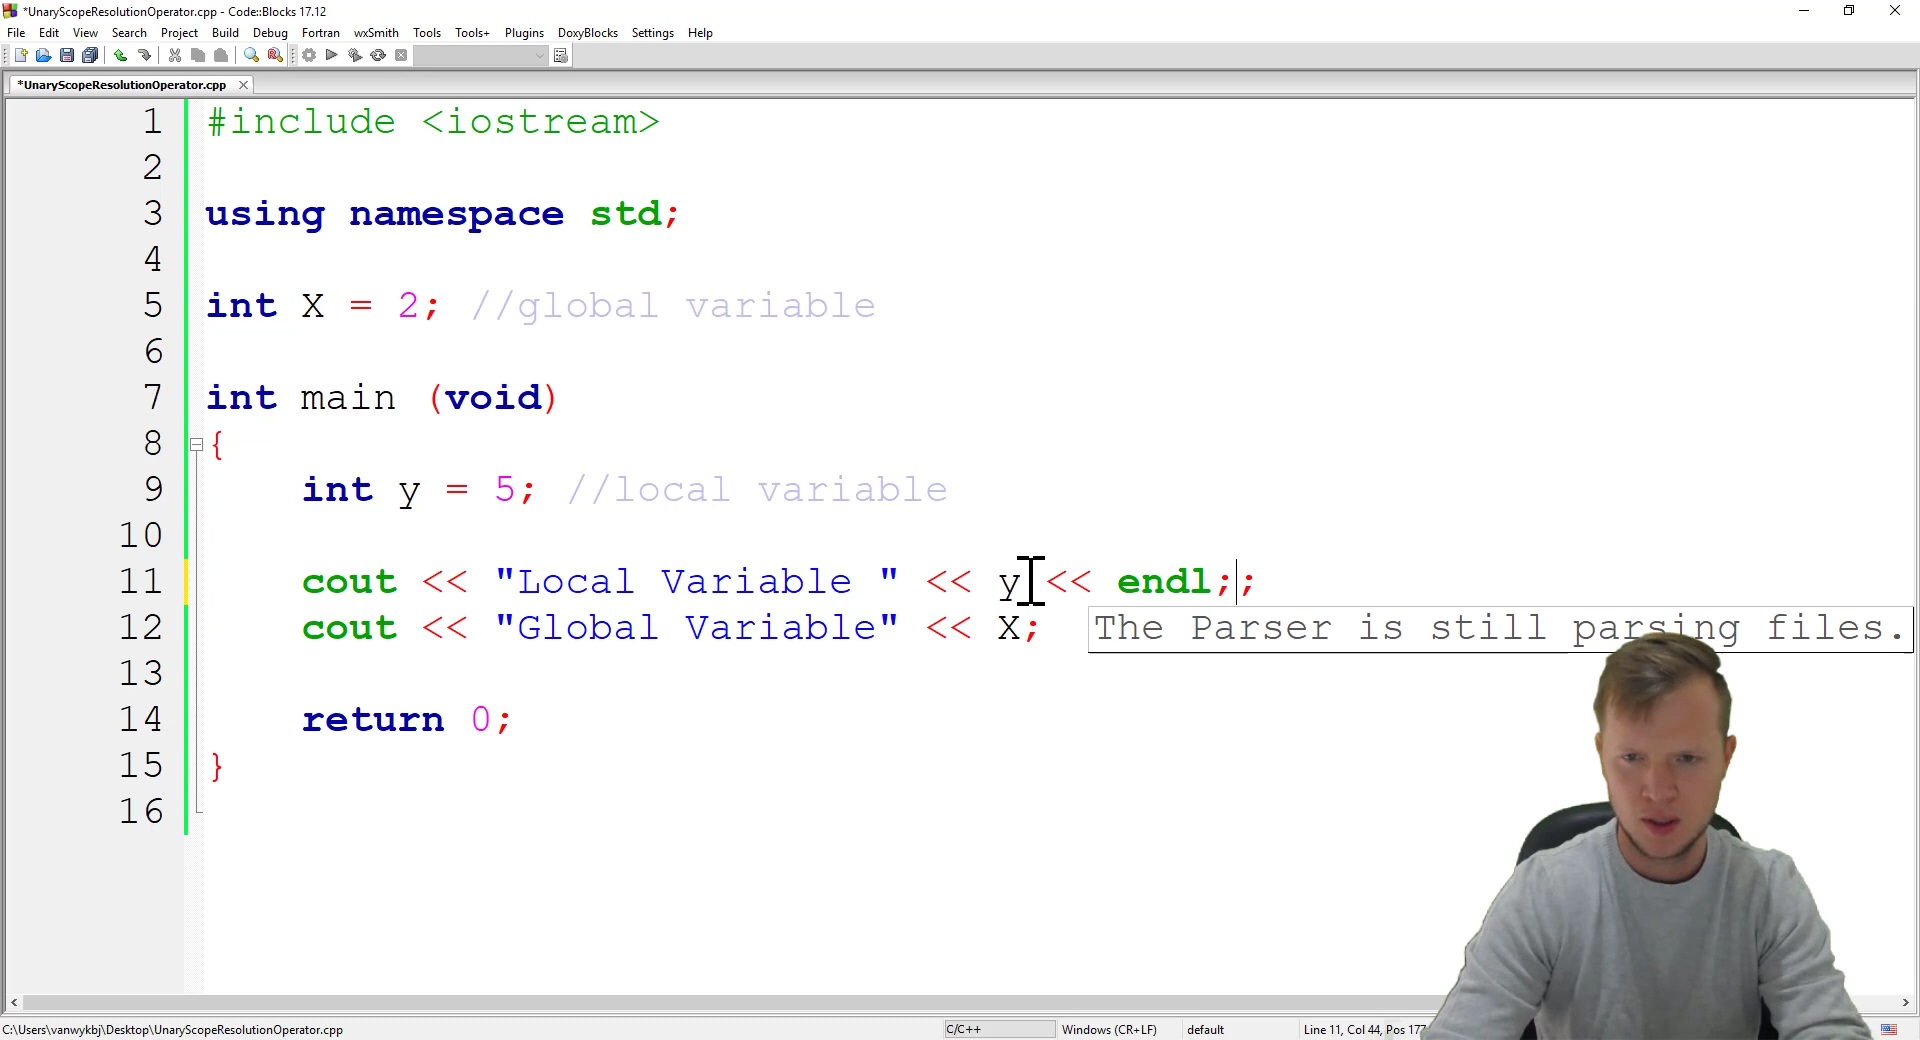 *UnaryScopeResolutionOperator.cpp - Code::Blocks 17.12
File Edit View Search Project Build Debug Fortran wxSmith Tools Tools+ Plugins DoxyBlocks Settings Help
*UnaryScopeResolutionOperator.cpp
1 #include <iostream>
2
3 using namespace std;
4
5 int X = 2; //global variable
6
7 int main (void)
8 {
9 int y = 5; //local variable
10
11 cout << "Local Variable " << y << endl;;
12 cout << "Global Variable" << X;
The Parser is still parsing files.
13
14 return 0;
15 }
16
C:\Users\vanwykbj\Desktop\UnaryScopeResolutionOperator.cpp C/C++ Windows (CR+LF) default Line 11, Col 44, Pos 177